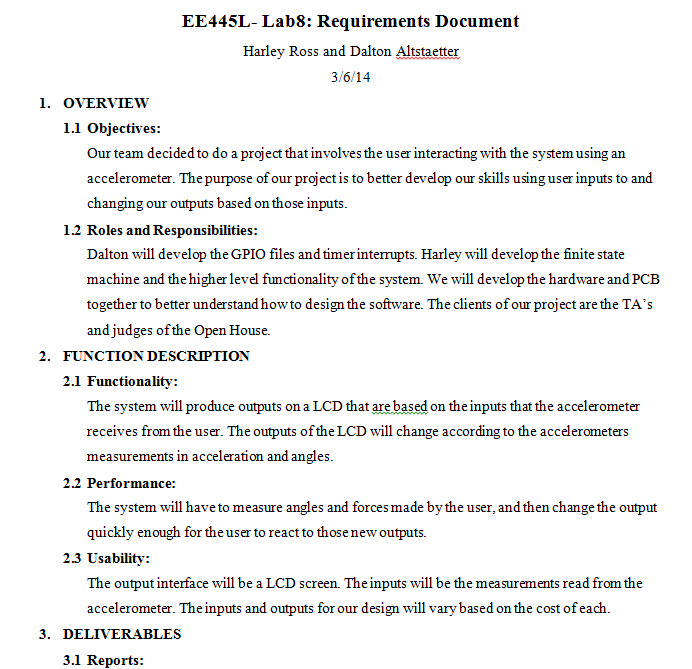 EE445L- Lab8: Requirements Document
Harley Ross and Dalton Altstaetter
3/6/14
1. OVERVIEW
1.1 Objectives:
Our team decided to do a project that involves the user interacting with the system using an
accelerometer. The purpose of our project is to better develop our skills using user inputs to and
changing our outputs based on those inputs.
1.2 Roles and Responsibilities:
Dalton will develop the GPIO files and timer interrupts. Harley will develop the finite state
machine and the higher level functionality of the system. We will develop the hardware and PCB
together to better understand how to design the software. The clients of our project are the TA's
and judges of the Open House.
2. FUNCTION DESCRIPTION
2.1 Functionality:
The system will produce outputs on a LCD that are based on the inputs that the accelerometer
receives from the user. The outputs of the LCD will change according to the accelerometers
measurements in acceleration and angles.
2.2 Performance:
The system will have to measure angles and forces made by the user, and then change the output
quickly enough for the user to react to those new outputs.
2.3 Usability:
The output interface will be a LCD screen. The inputs will be the measurements read from the
accelerometer. The inputs and outputs for our design will vary based on the cost of each.
3. DELIVERABLES
3.1 Reports: